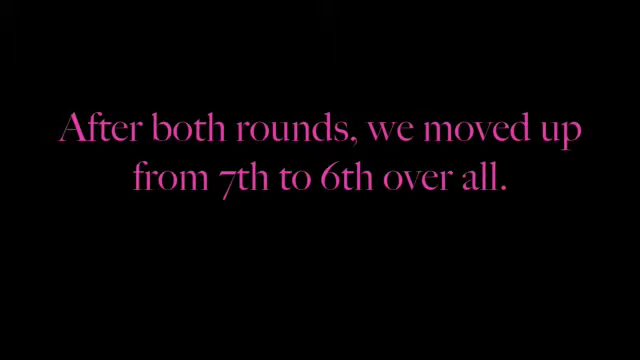 After both rounds, we moved up
from 7th to 6th over all.